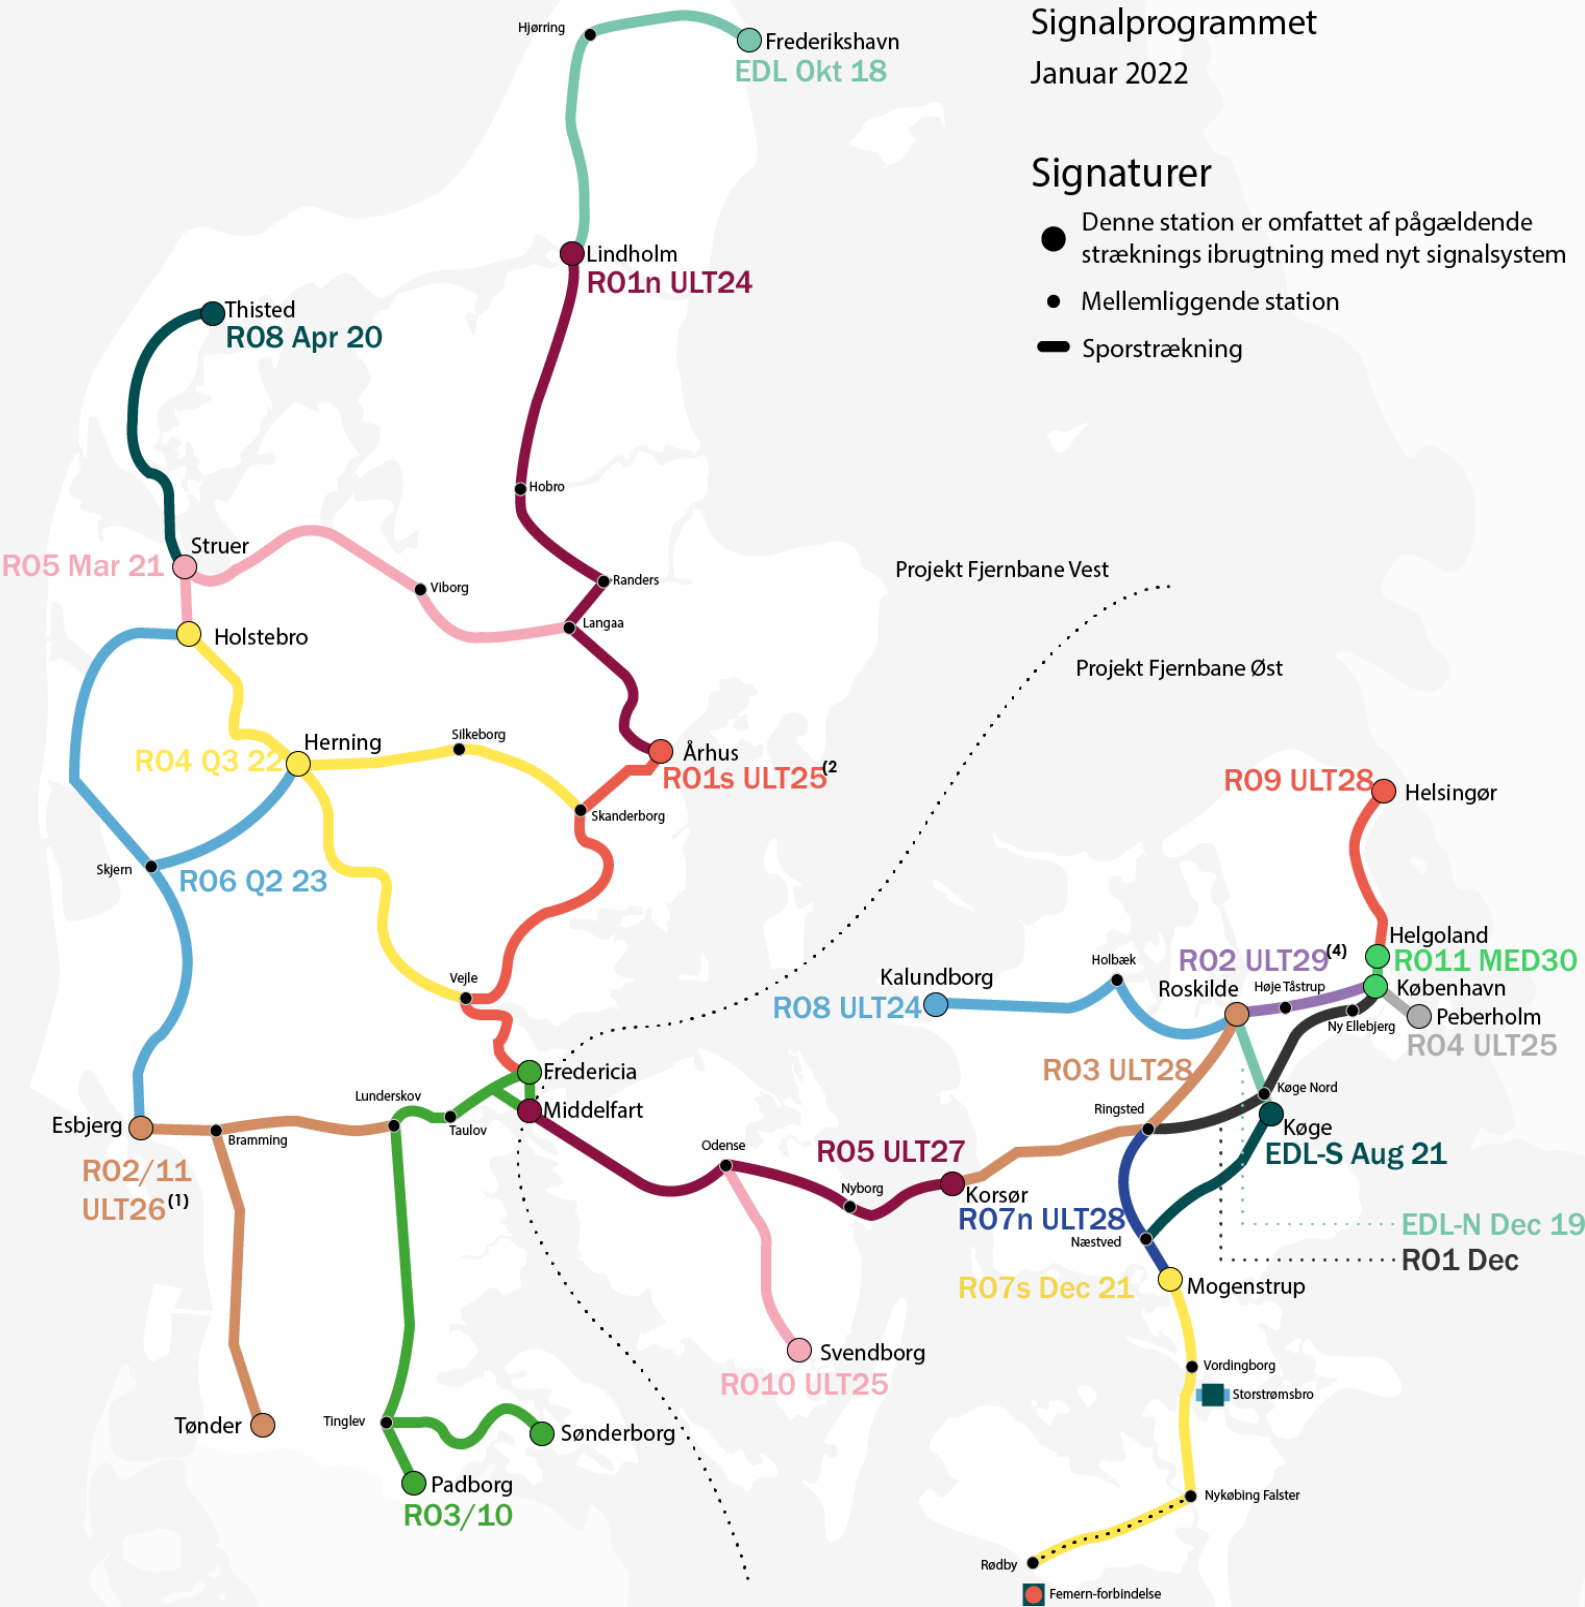 Signalprogrammet
Januar 2022
Signaturer
Denne station er omfattet af pågældende
stræknings ibrugtning med nyt signalsystem
Mellemliggende station
Sporstrækning
Hjørring
Frederikshavn
EDL Okt 18
Lindholm
RO1n ULT24
Thisted
RO8 Apr 20
Hobro
Struer
RO5 Mar 21
Viborg
Randers
Langaa
Projekt Fjernbane Vest
Projekt Fjernbane Øst
Holstebro
Herning
RO4 Q3 22
Silkeborg
Århus
RO1s ULT25(2
Skanderborg
Skjern
RO6 Q2 23
Vejle
RO9 ULT28
Helsingør
Helgoland
RO11 MED30
RO2 ULT29(4)
Holbæk
Kalundborg
RO8 ULT24
Roskilde
Høje Tåstrup
København
Ny Ellebjerg
Peberholm
RO4 ULT25
RO3 ULT28
Køge Nord
Ringsted
Køge
EDL-S Aug 21
Fredericia
Middelfart
Lunderskov
Taulov
Esbjerg
Bramming
RO2/11
ULT26(1)
Odense
RO5 ULT27
Nyborg
Korsør
RO7n ULT28
Næstved
EDL-N Dec 19
RO1 Dec
RO7s Dec 21
Mogenstrup
Svendborg
RO10 ULT25
Vordingborg
Storstrømsbro
Tønder
Tinglev
Sønderborg
Padborg
RO3/10
Nykøbing Falster
Rødby
Femern-forbindelse